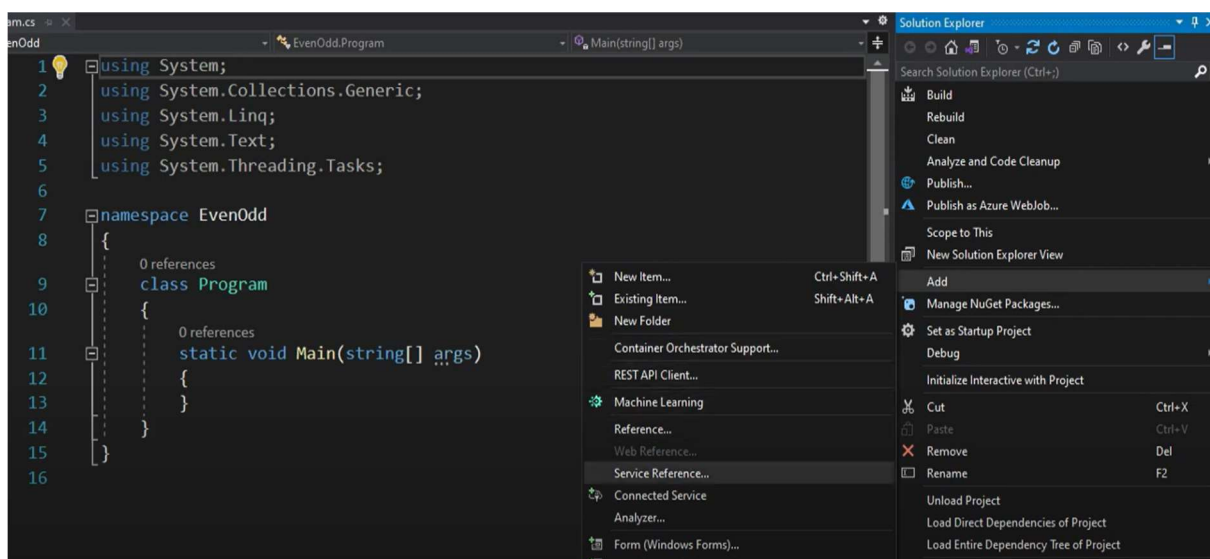 am.cs
enOdd
EvenOdd.Program
Main(string[] args)
1 using System;
2 using System.Collections.Generic;
3 using System.Linq;
4 using System.Text;
5 using System.Threading.Tasks;
6
7 namespace EvenOdd
8 {
0 references
9 class Program
10 {
0 references
11 static void Main(string[] args)
12 {
13 }
14 }
15 }
16
New Item... Ctrl+Shift+A
Existing Item... Shift+Alt+A
New Folder
Container Orchestrator Support...
REST API Client...
Machine Learning
Reference...
Web Reference...
Service Reference...
Connected Service
Analyzer...
Form (Windows Forms)...
Solution Explorer
Search Solution Explorer (Ctrl+;)
Build
Rebuild
Clean
Analyze and Code Cleanup
Publish...
Publish as Azure WebJob...
Scope to This
New Solution Explorer View
Add
Manage NuGet Packages...
Set as Startup Project
Debug
Initialize Interactive with Project
Cut Ctrl+X
Paste Ctrl+V
Remove Del
Rename F2
Unload Project
Load Direct Dependencies of Project
Load Entire Dependency Tree of Project